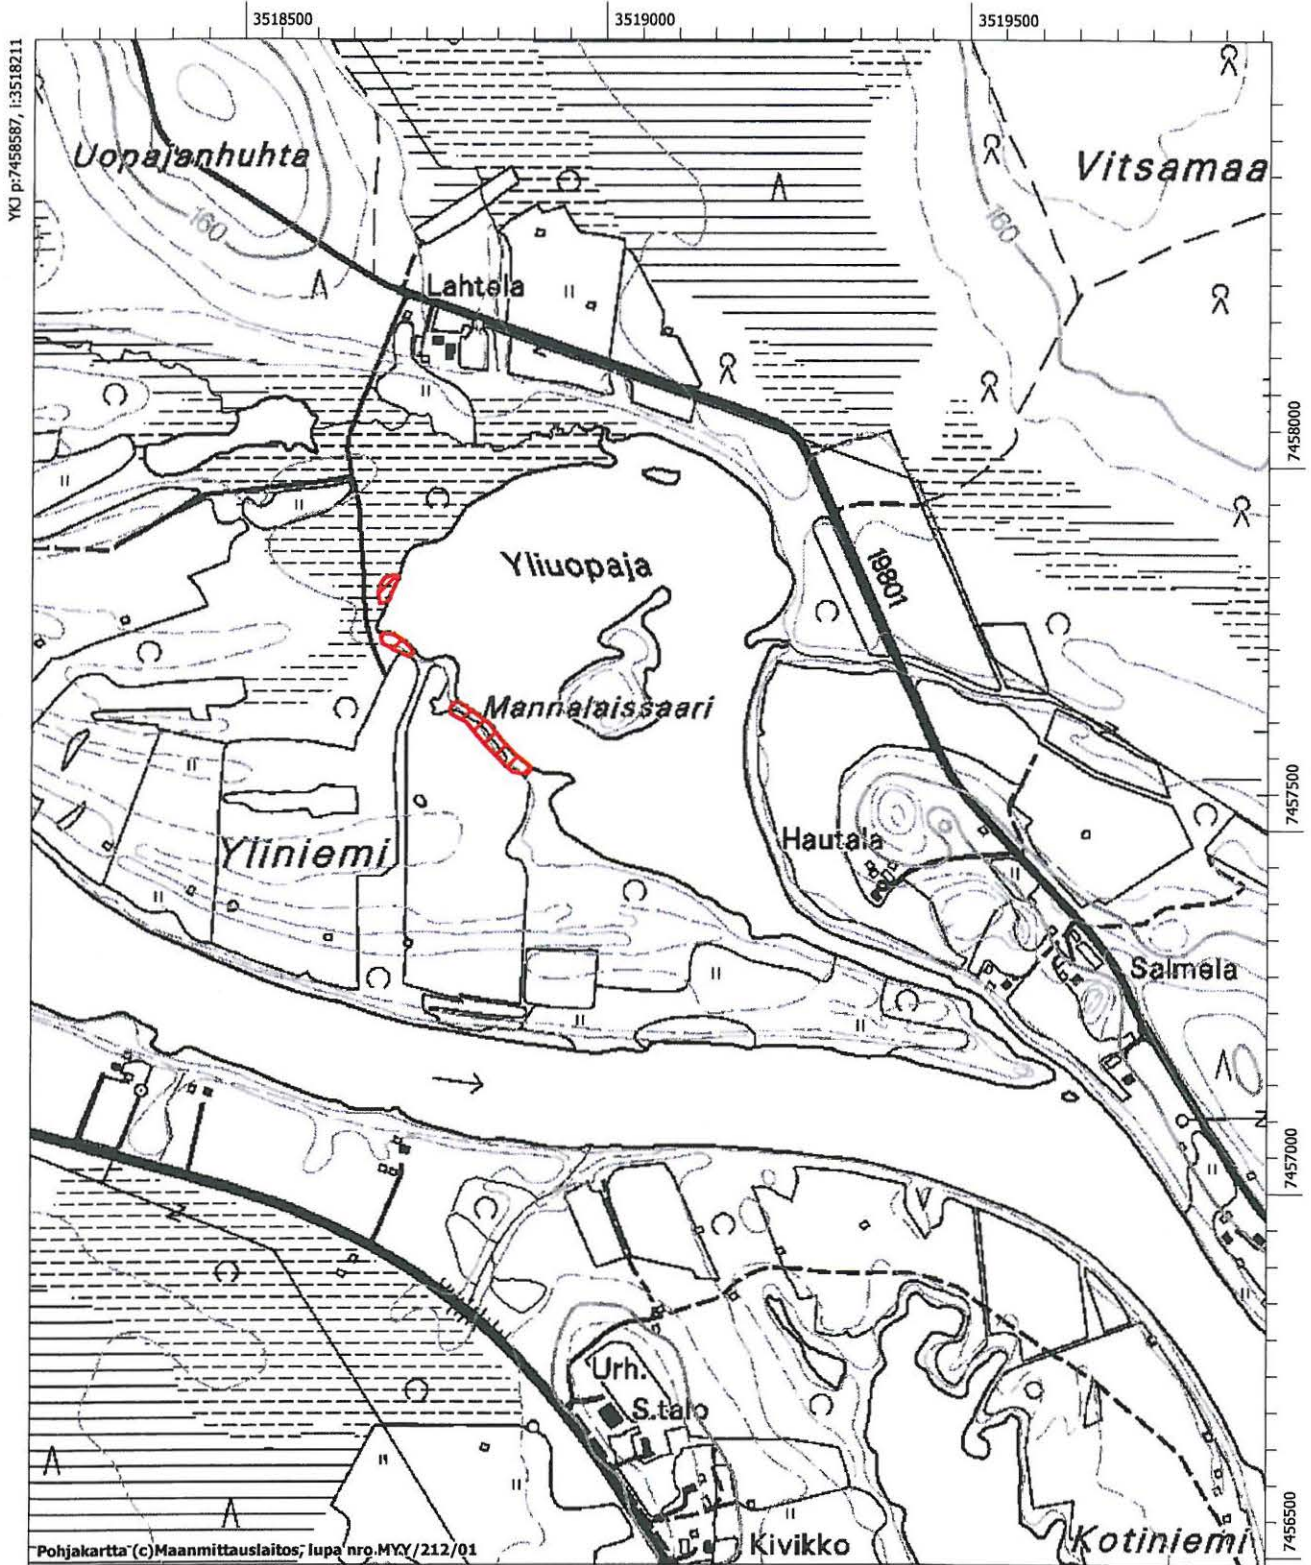 3518500
3519000
3519500
YKJ p:7458587, i:3518211
Uopajanhuhta
Vitsamaa
160
160
Lahtela
7458000
Yliuopaja
19801
Mannalaissaari
7457500
Hautala
Yliniemi
Salmela
7457000
Urh.
S.talo
7456500
Kivikko
Kotiniemi
Pohjakartta (c)Maanmittauslaitos, lupa nro.MYY/212/01